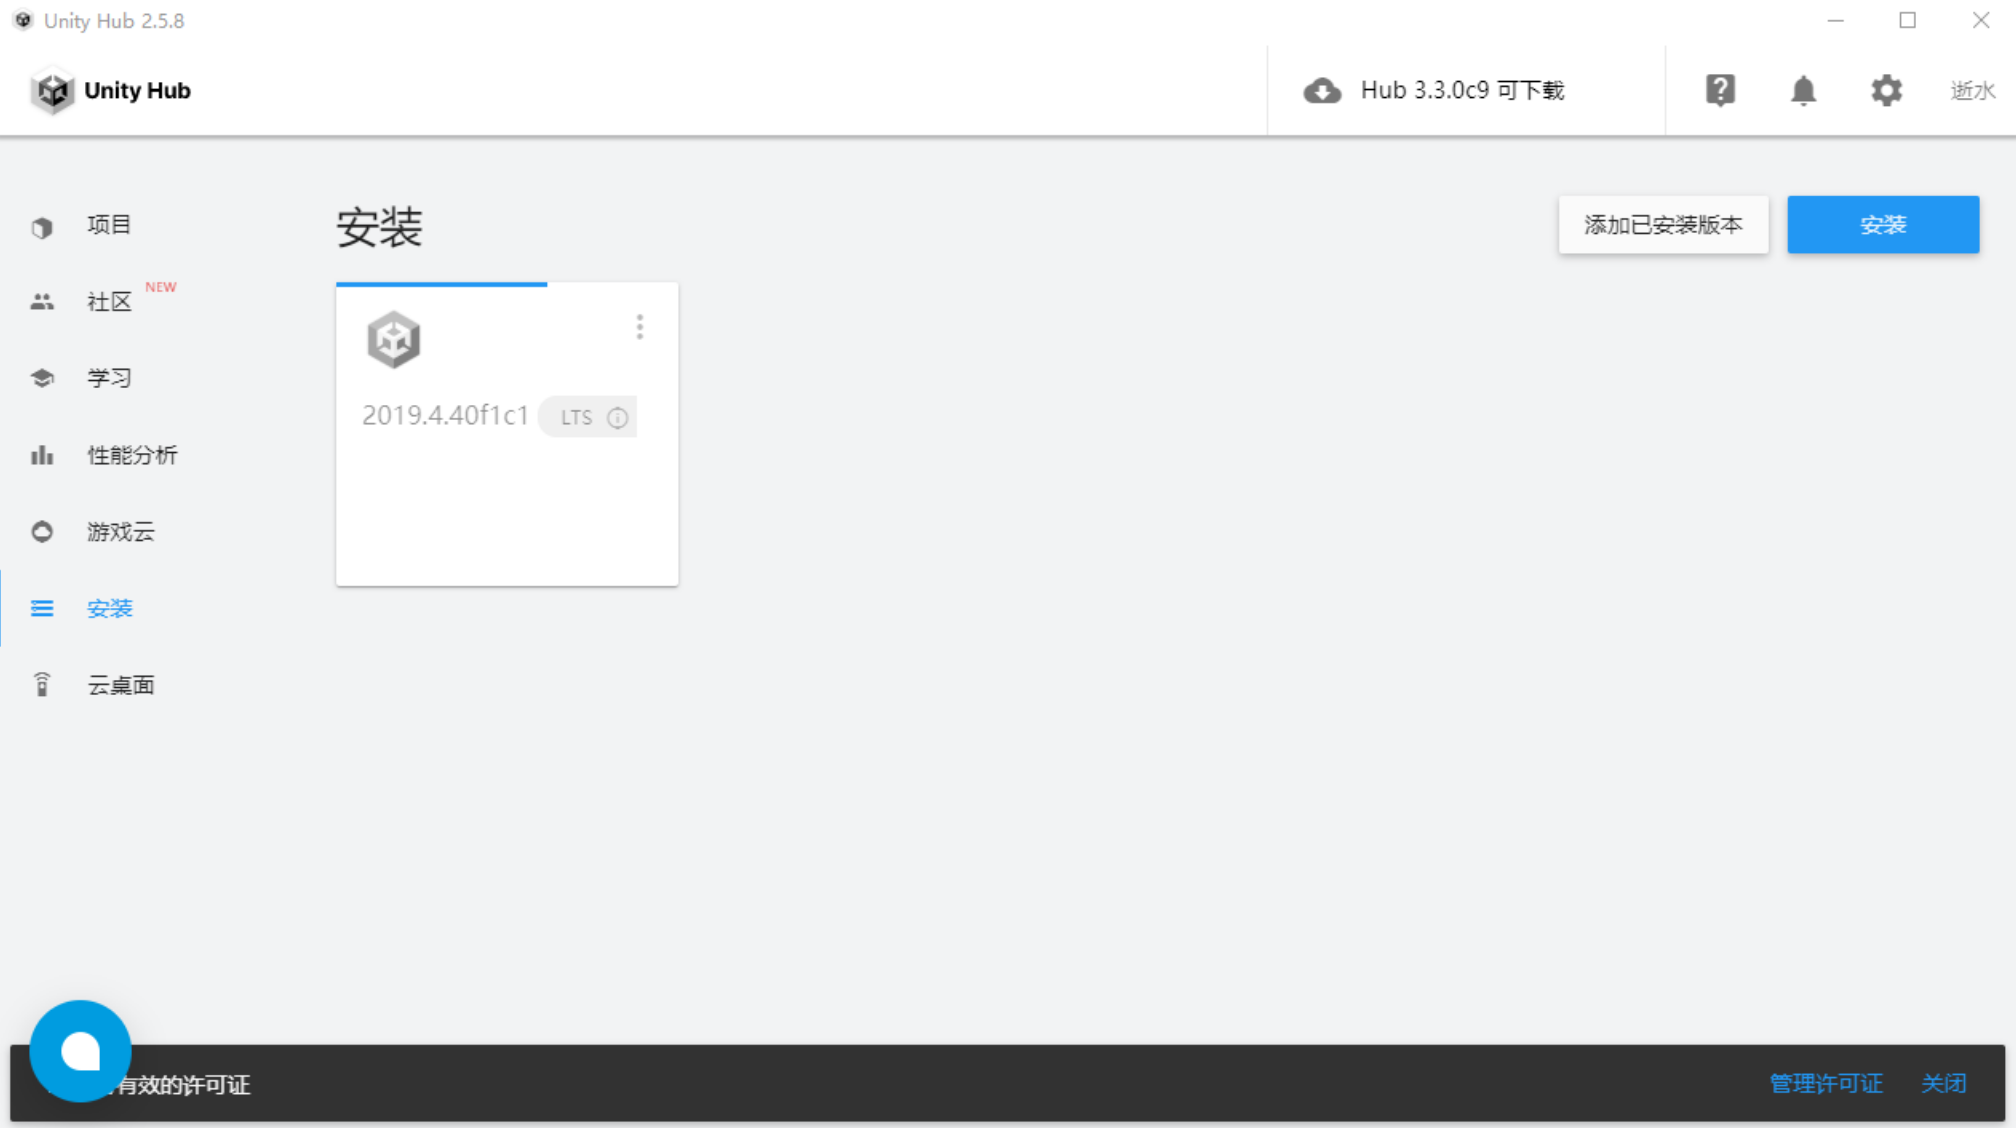 Unity Hub 2.5.8
Unity Hub
Hub 3.3.0c9 可下载
逝水
项目
社区 NEW
学习
性能分析
游戏云
安装
云桌面
安装
添加已安装版本
安装
2019.4.40f1c1 LTS
有效的许可证
管理许可证
关闭